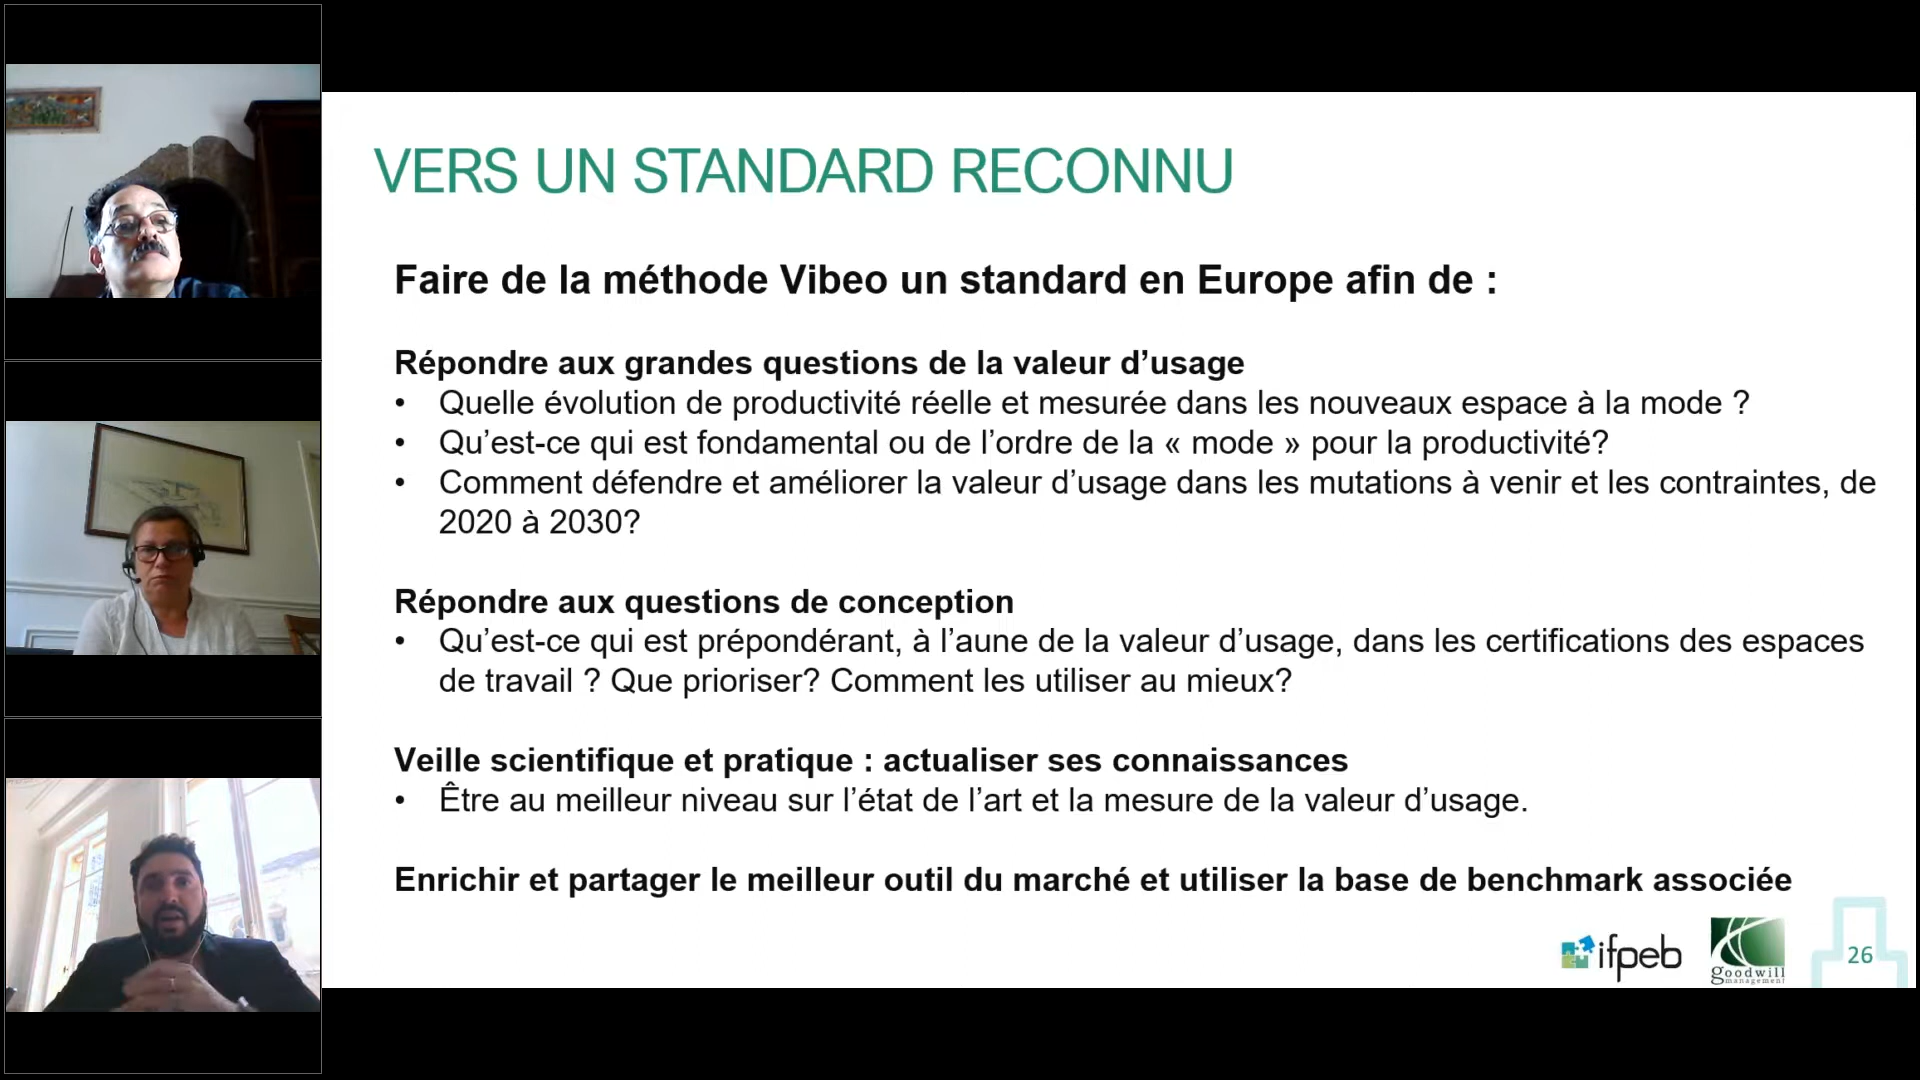 VERS UN STANDARD RECONNU
Faire de la méthode Vibeo un standard en Europe afin de :
Répondre aux grandes questions de la valeur d’usage
• Quelle évolution de productivité réelle et mesurée dans les nouveaux espace à la mode ?
• Qu’est-ce qui est fondamental ou de l’ordre de la « mode » pour la productivité?
• Comment défendre et améliorer la valeur d’usage dans les mutations à venir et les contraintes, de
2020 à 2030?
Répondre aux questions de conception
• Qu’est-ce qui est prépondérant, à l’aune de la valeur d’usage, dans les certifications des espaces
de travail ? Que prioriser? Comment les utiliser au mieux?
Veille scientifique et pratique : actualiser ses connaissances
• Être au meilleur niveau sur l’état de l’art et la mesure de la valeur d’usage.
Enrichir et partager le meilleur outil du marché et utiliser la base de benchmark associée
ifpeb
goodwill
management
26